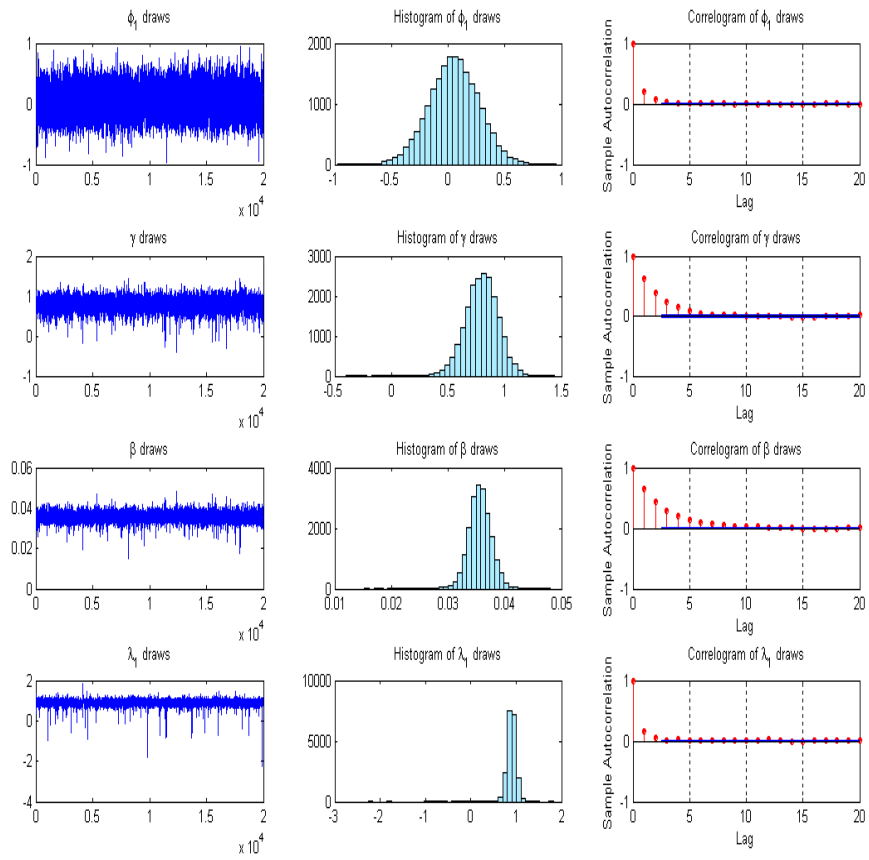 ϕ1 draws
Histogram of ϕ1 draws
Correlogram of ϕ1 draws
1
0
-1
0 0.5 1 1.5 2
x 10^4
2000
1000
0
-1 -0.5 0 0.5 1
Sample Autocorrelation
1
0
-1
0 5 10 15 20
Lag
γ draws
Histogram of γ draws
Correlogram of γ draws
2
1
0
-1
0 0.5 1 1.5 2
x 10^4
3000
2000
1000
0
-0.5 0 0.5 1 1.5
Sample Autocorrelation
1
0
-1
0 5 10 15 20
Lag
β draws
Histogram of β draws
Correlogram of β draws
0.06
0.04
0.02
0
0 0.5 1 1.5 2
x 10^4
4000
2000
0
0.01 0.02 0.03 0.04 0.05
Sample Autocorrelation
1
0
-1
0 5 10 15 20
Lag
λ1 draws
Histogram of λ1 draws
Correlogram of λ1 draws
2
0
-2
-4
0 0.5 1 1.5 2
x 10^4
10000
5000
0
-3 -2 -1 0 1 2
Sample Autocorrelation
1
0
-1
0 5 10 15 20
Lag